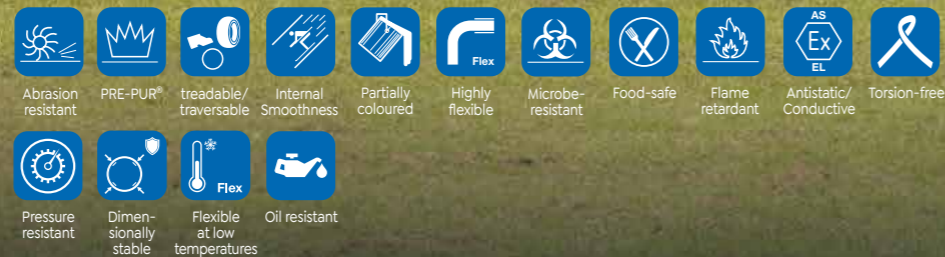 Flex
AS
Ex
EL
Abrasion
resistant
PRE-PUR®
treadable/
traversable
Internal
Smoothness
Partially
coloured
Highly
flexible
Microbe-
resistant
Food-safe
Flame
retardant
Antistatic/
Conductive
Torsion-free
Flex
Pressure
resistant
Dimen-
sionally
stable
Flexible
at low
temperatures
Oil resistant